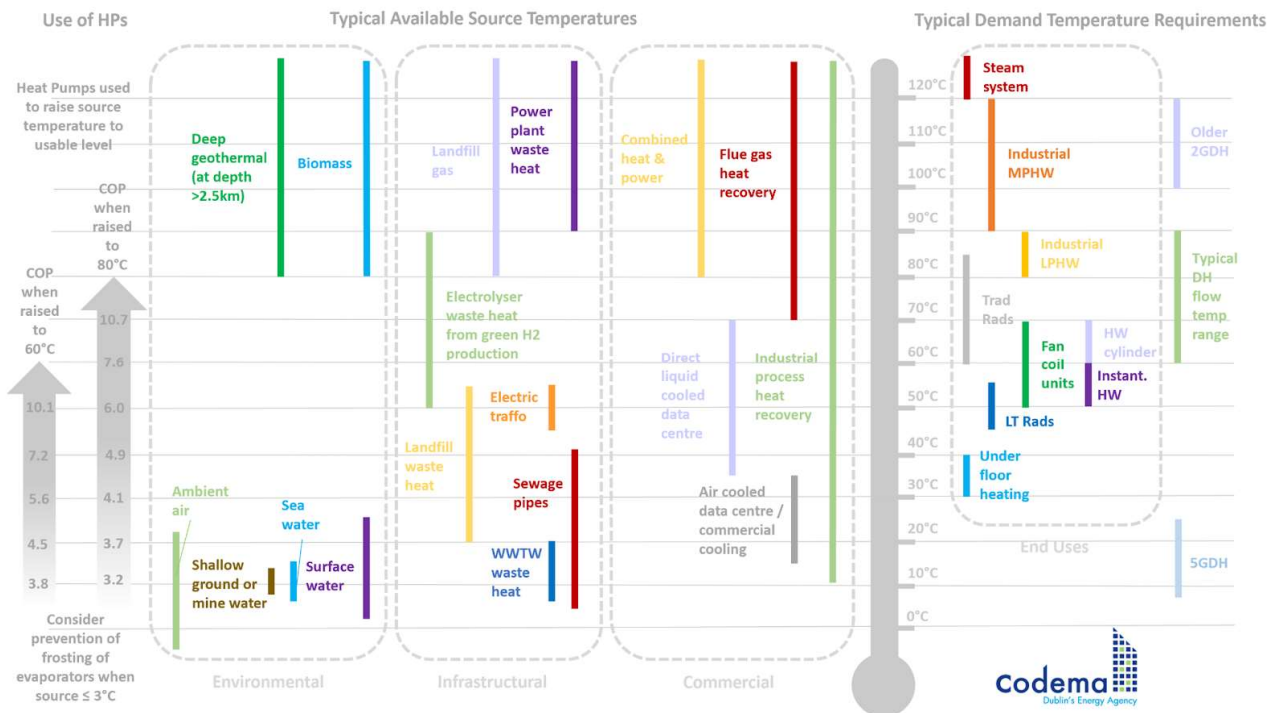 Use of HPs
Typical Available Source Temperatures
Typical Demand Temperature Requirements
Heat Pumps used
to raise source
temperature to
usable level
COP
when
raised
to
80°C
COP
when
raised
to
60°C
10.7
7.6
6.0
4.9
4.1
3.7
3.2
10.1
7.2
5.6
4.5
3.8
Consider
prevention of
frosting of
evaporators when
source ≤ 3°C
Deep
geothermal
(at depth
>2.5km)
Biomass
Ambient
air
Shallow
ground or
mine water
Sea
water
Surface
water
Environmental
Landfill
gas
Power
plant
waste
heat
Electrolyser
waste heat
from green H2
production
Electric
traffo
Landfill
waste
heat
Sewage
pipes
WWTW
waste
heat
Infrastructural
Combined
heat &
power
Flue gas
heat
recovery
Direct
liquid
cooled
data
centre
Industrial
process
heat
recovery
Air cooled
data centre /
commercial
cooling
Commercial
120°C
110°C
100°C
90°C
80°C
70°C
60°C
50°C
40°C
30°C
20°C
10°C
0°C
Steam
system
Industrial
MPHW
Older
2GDH
Industrial
LPHW
Trad
Rads
Fan
coil
units
HW
cylinder
Instant.
HW
Typical
DH
flow
temp
range
LT Rads
Under
floor
heating
End Uses
5GDH
Codema
Dublin's Energy Agency